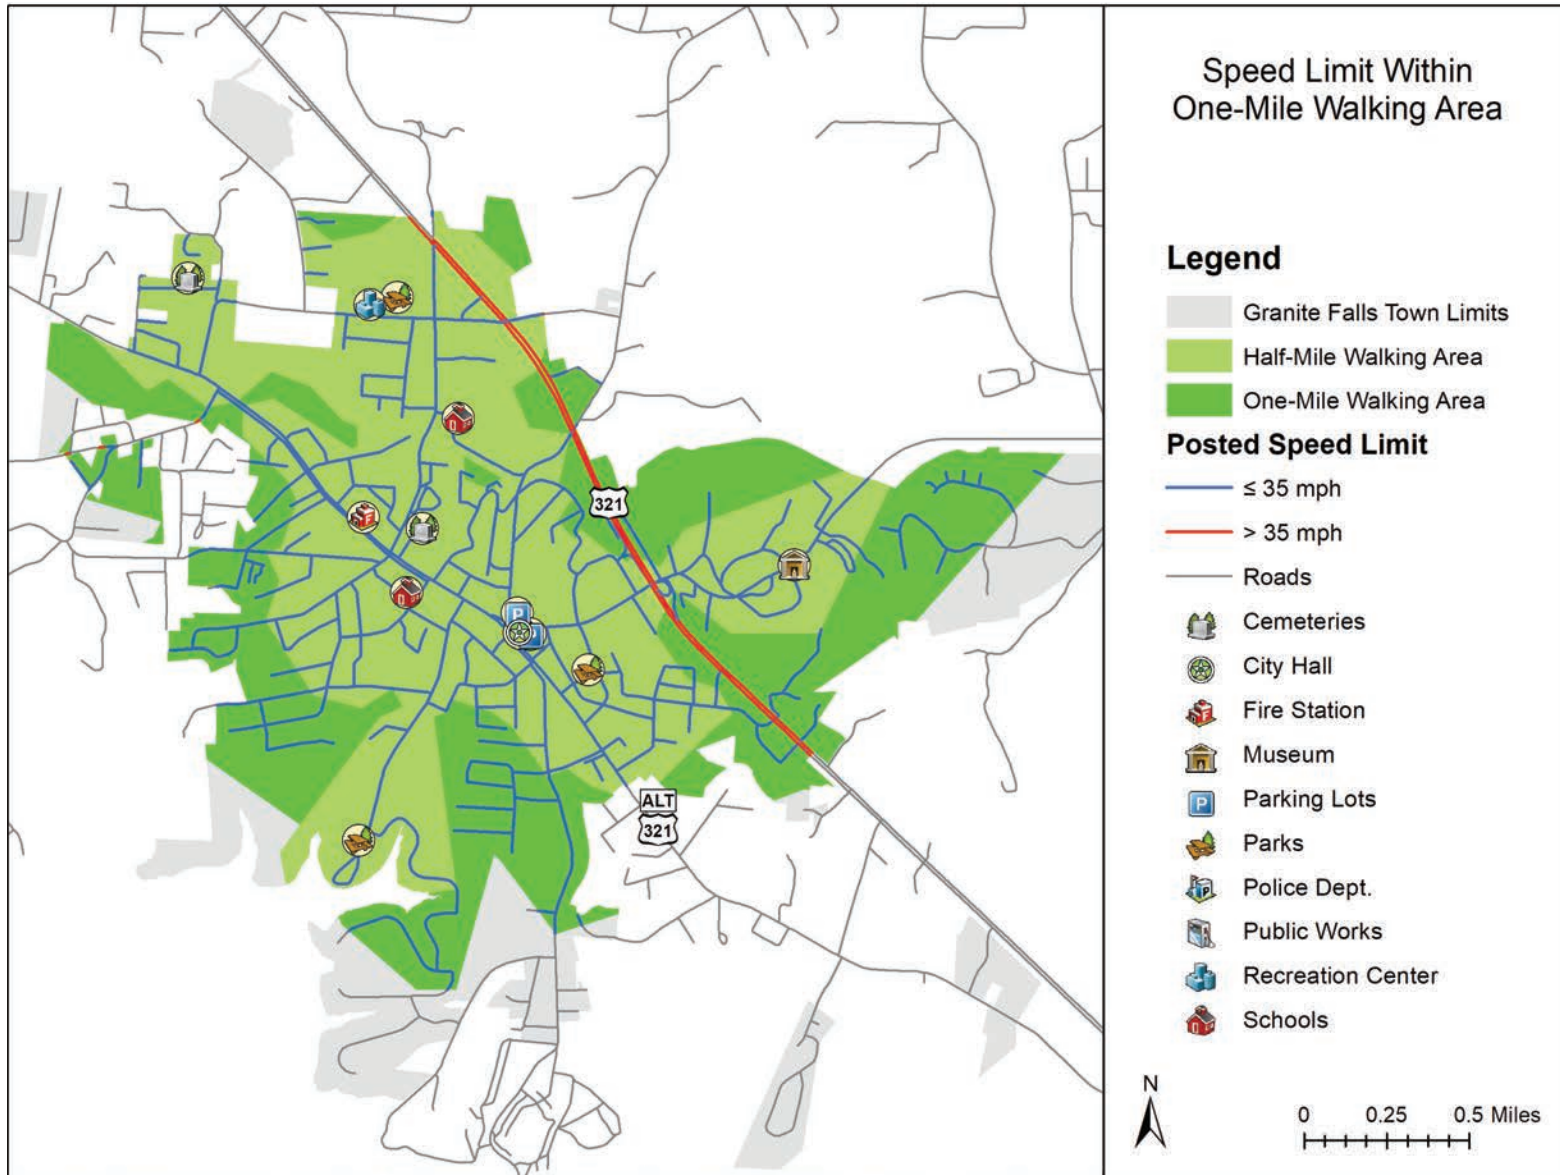 Speed Limit Within
One-Mile Walking Area
Legend
Granite Falls Town Limits
Half-Mile Walking Area
One-Mile Walking Area
Posted Speed Limit
≤ 35 mph
> 35 mph
Roads
Cemeteries
City Hall
F Fire Station
Museum
P Parking Lots
Parks
P Police Dept.
Public Works
Recreation Center
Schools
N
0 0.25 0.5 Miles
321
F
P
ALT
321